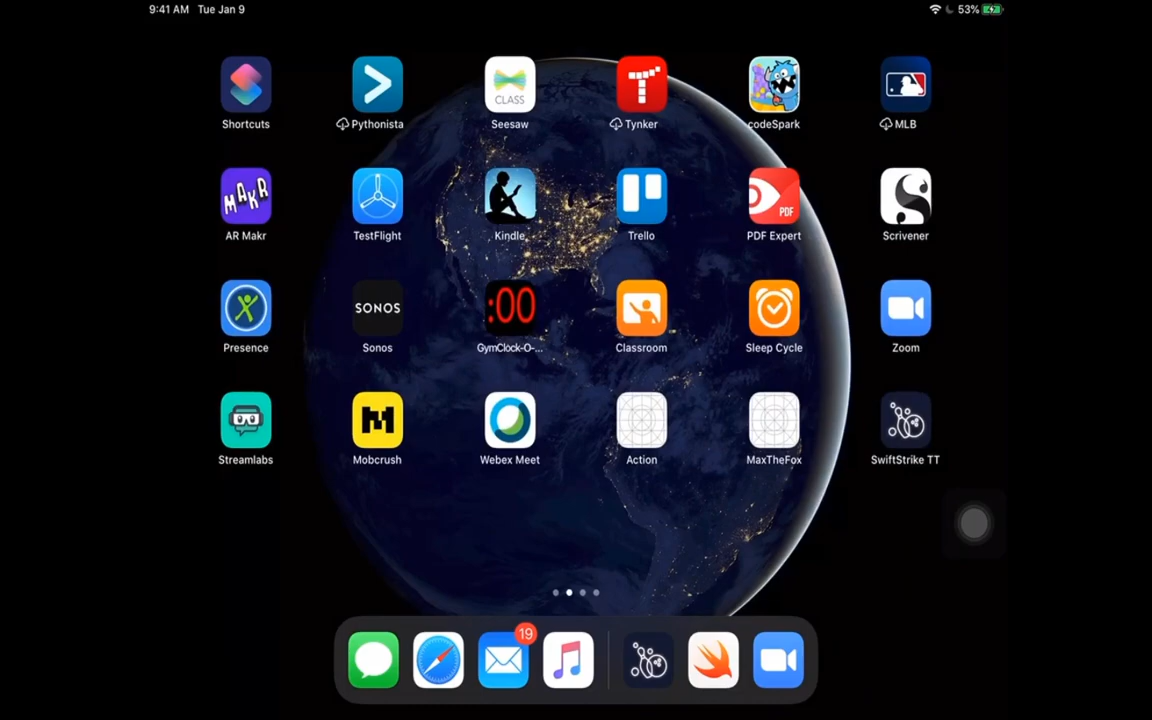 9:41 AM Tue Jan 9
53%
CLASS
Shortcuts
Pythonista
Seesaw
Tynker
codeSpark
MLB
MAKR
PDF
AR Makr
TestFlight
Kindle
Trello
PDF Expert
Scrivener
SONOS
:00
Presence
Sonos
GymClock-O-...
Classroom
Sleep Cycle
Zoom
M
Streamlabs
Mobcrush
Webex Meet
Action
MaxTheFox
SwiftStrike TT
19